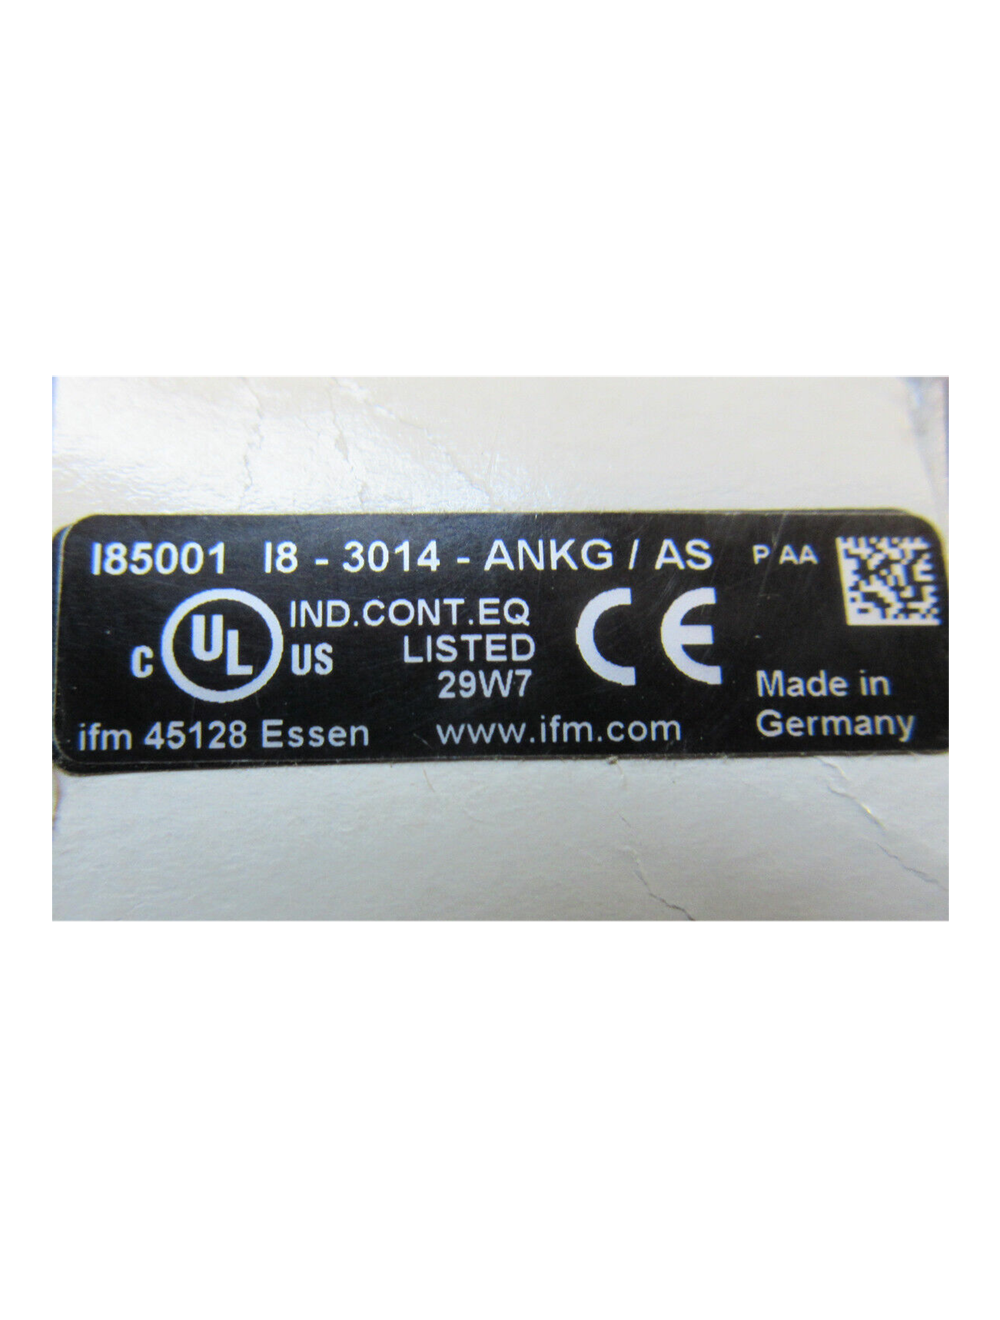 I85001 I8 - 3014 - ANKG / AS P AA
C UL US IND.CONT.EQ
LISTED
29W7
CE
Made in
Germany
ifm 45128 Essen www.ifm.com